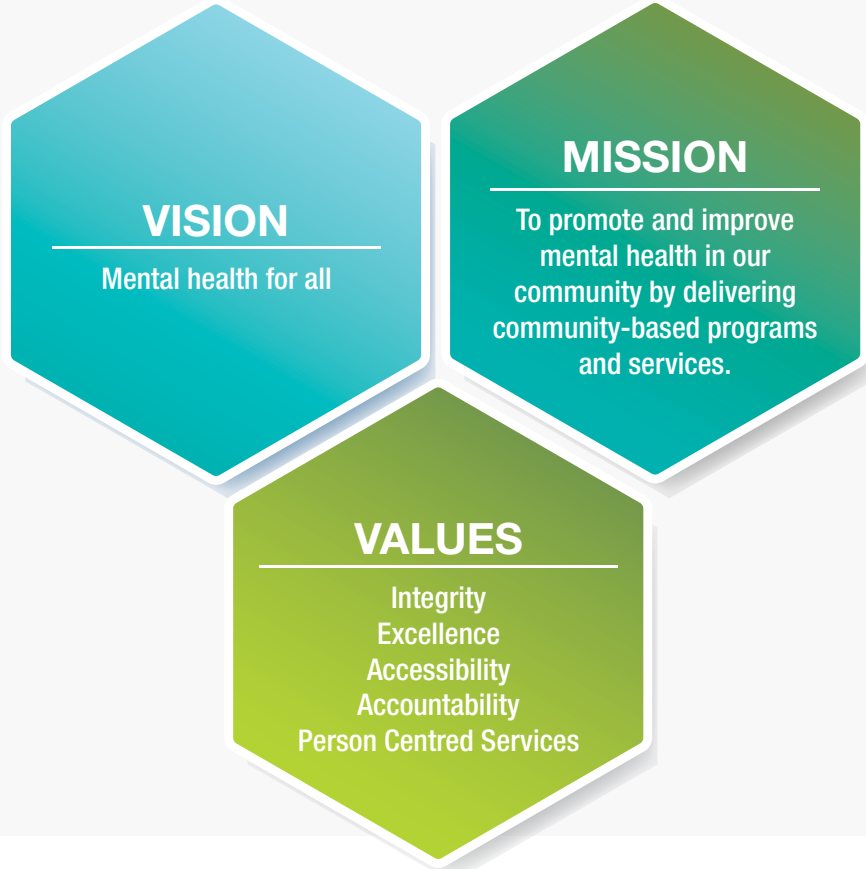 VISION
Mental health for all
MISSION
To promote and improve
mental health in our
community by delivering
community-based programs
and services.
VALUES
Integrity
Excellence
Accessibility
Accountability
Person Centred Services